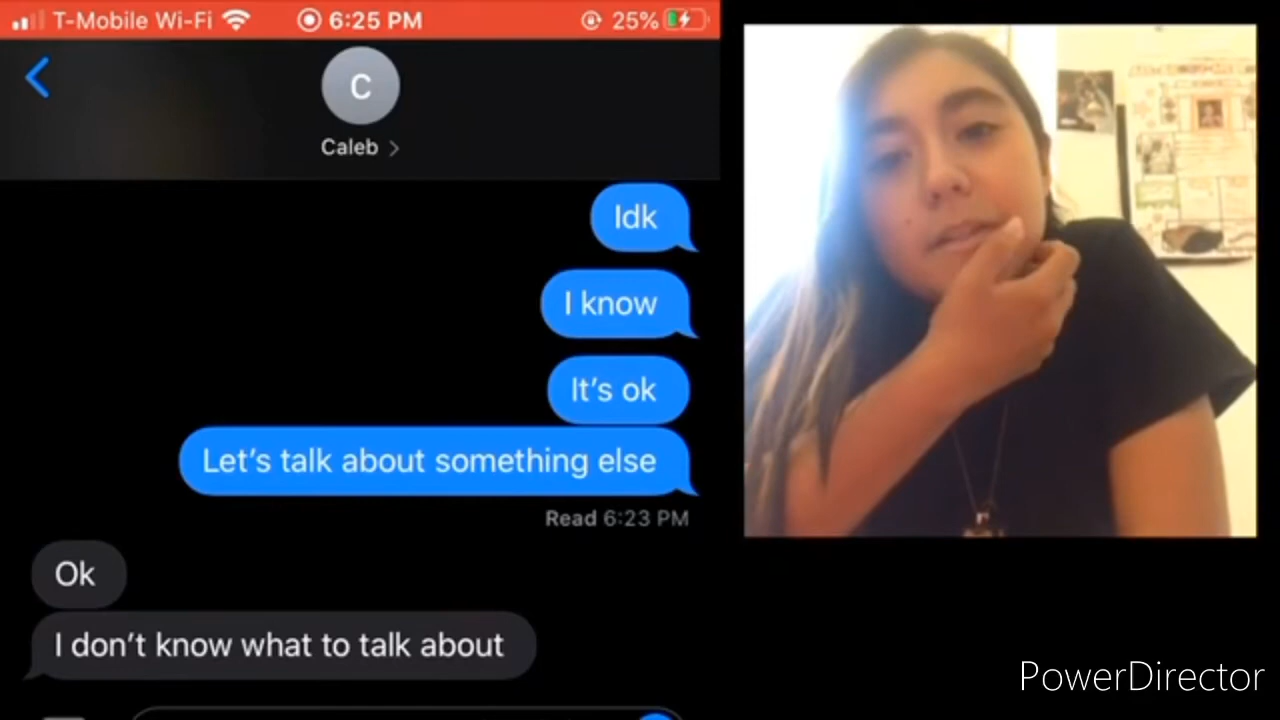 T-Mobile Wi-Fi 6:25 PM 25%
C
Caleb
Idk
I know
It's ok
Let's talk about something else
Read 6:23 PM
Ok
I don't know what to talk about
PowerDirector